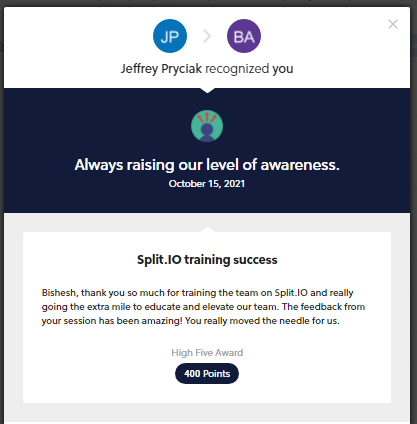 JP BA
Jeffrey Pryciak recognized you
Always raising our level of awareness.
October 15, 2021
Split.IO training success
Bishesh, thank you so much for training the team on Split.IO and really
going the extra mile to educate and elevate our team. The feedback from
your session has been amazing! You really moved the needle for us.
High Five Award
400 Points